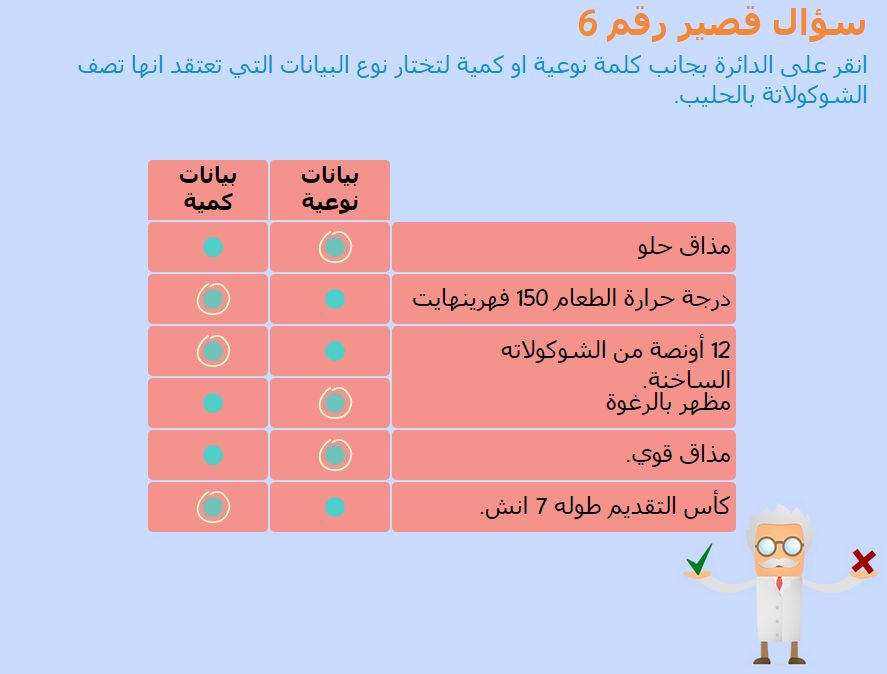 سؤال قصير رقم 6
انقر على الدائرة بجانب كلمة نوعية او كمية لتختار نوع البيانات التي تعتقد انها تصف
الشوكولاتة بالحليب.
بيانات نوعية
بيانات كمية
مذاق حلو
درجة حرارة الطعام 150 فهرينهايت
12 أونصة من الشوكولاته
الساخنة.
مظهر بالرغوة
مذاق قوي.
كأس التقديم طوله 7 انش.